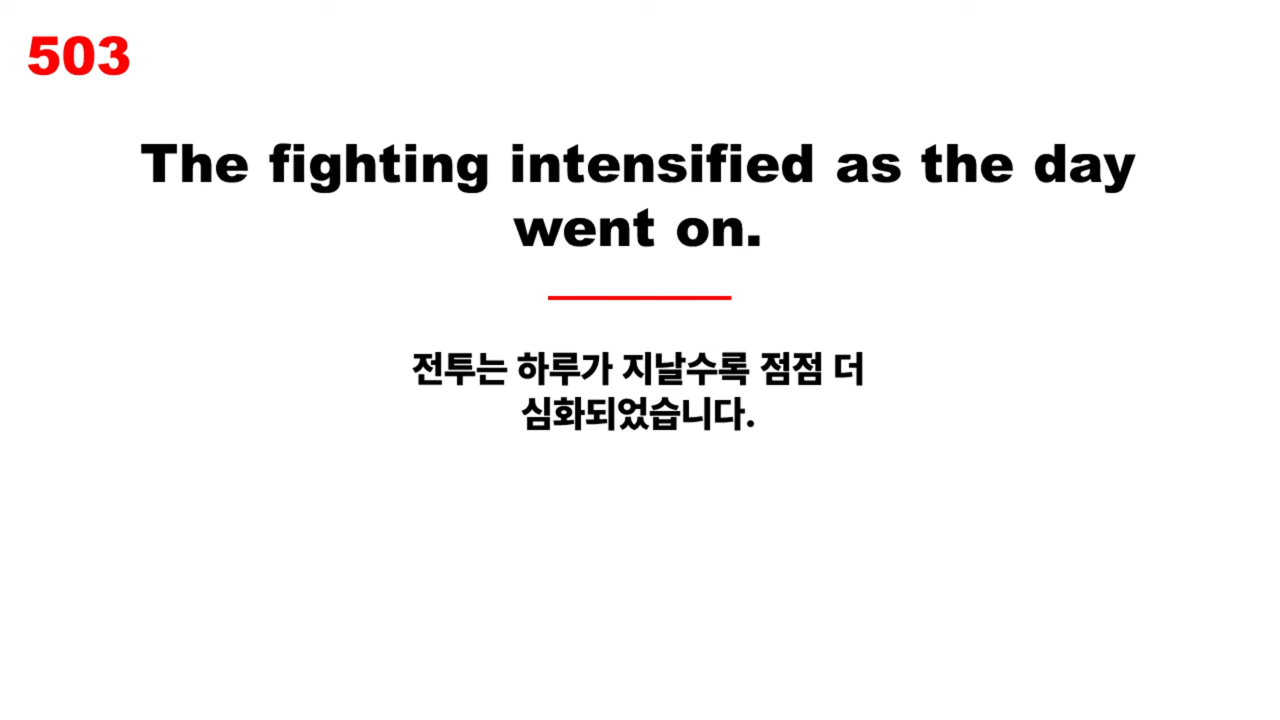 503
The fighting intensified as the day
went on.
전투는 하루가 지날수록 점점 더
심화되었습니다.